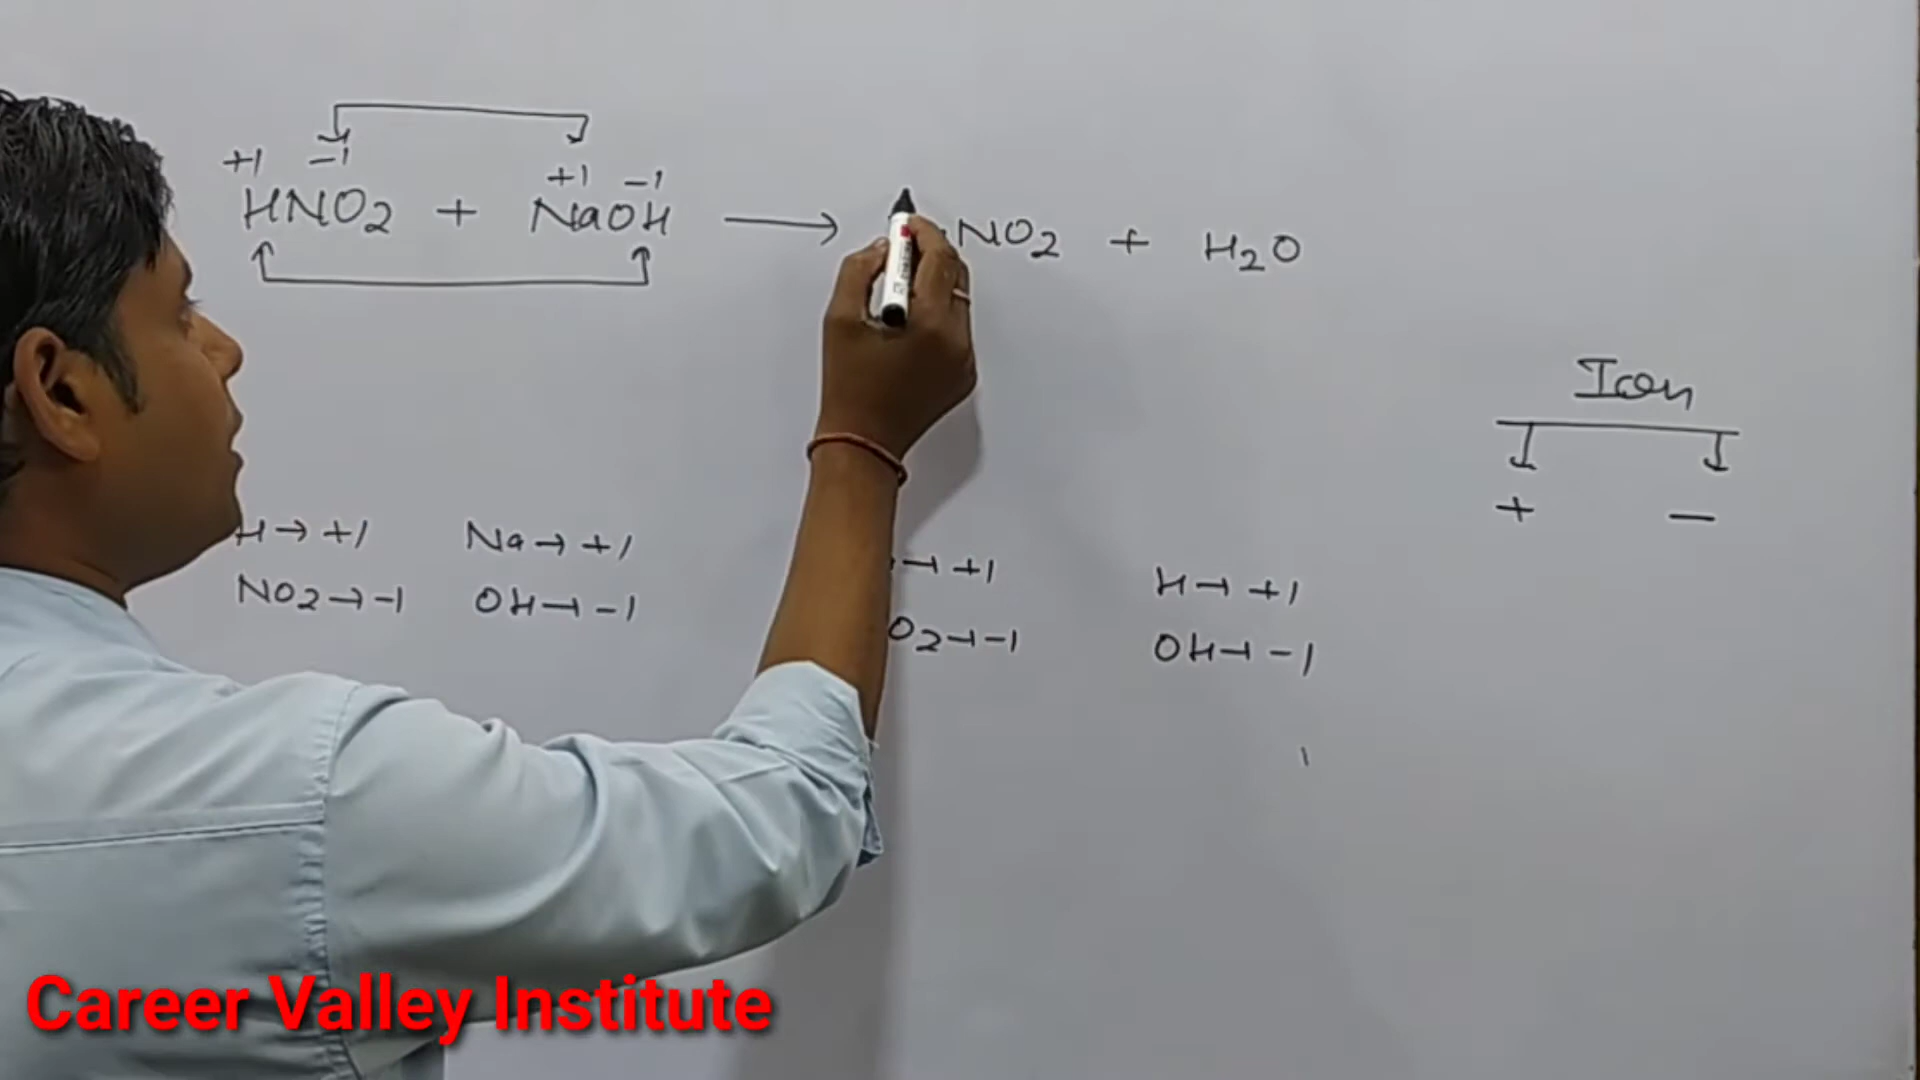 +1 -1 +1 -1
HNO2 + NaOH → NO2 + H2O
Ion
+ -
H→+1 Na→+1 →+1 H→+1
NO2→-1 OH→-1 O2→-1 OH→-1
Career Valley Institute